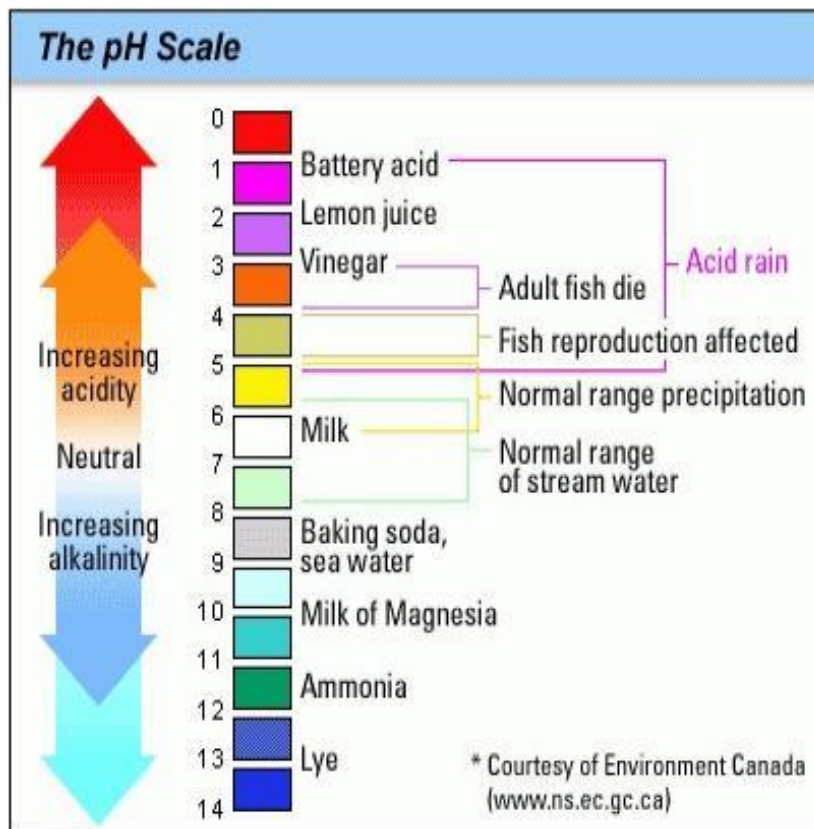 The pH Scale
0
1
2
3
4
5
6
7
8
9
10
11
12
13
14
Increasing
acidity
Neutral
Increasing
alkalinity
Battery acid
Lemon juice
Vinegar
Milk
Baking soda,
sea water
Milk of Magnesia
Ammonia
Lye
Acid rain
Adult fish die
Fish reproduction affected
Normal range precipitation
Normal range
of stream water
* Courtesy of Environment Canada
(www.ns.ec.gc.ca)